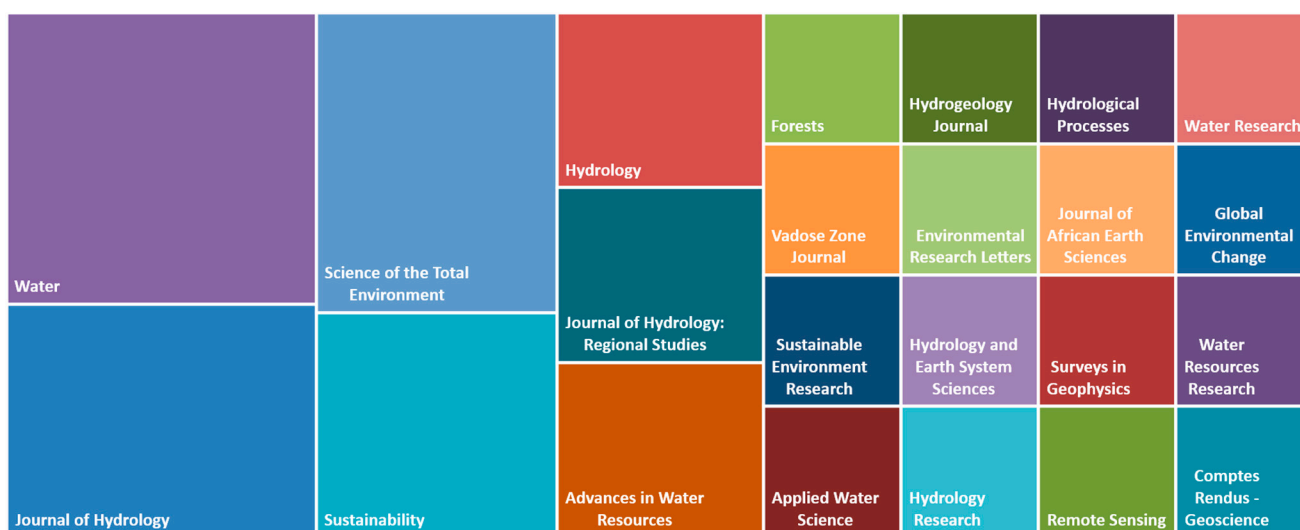 Water
Journal of Hydrology
Science of the Total
Environment
Sustainability
Hydrology
Journal of Hydrology:
Regional Studies
Advances in Water
Resources
Forests
Hydrogeology
Journal
Hydrological
Processes
Water Research
Vadose Zone
Journal
Environmental
Research Letters
Journal of
African Earth
Sciences
Global
Environmental
Change
Sustainable
Environment
Research
Hydrology and
Earth System
Sciences
Surveys in
Geophysics
Water
Resources
Research
Applied Water
Science
Hydrology
Research
Remote Sensing
Comptes
Rendus -
Geoscience